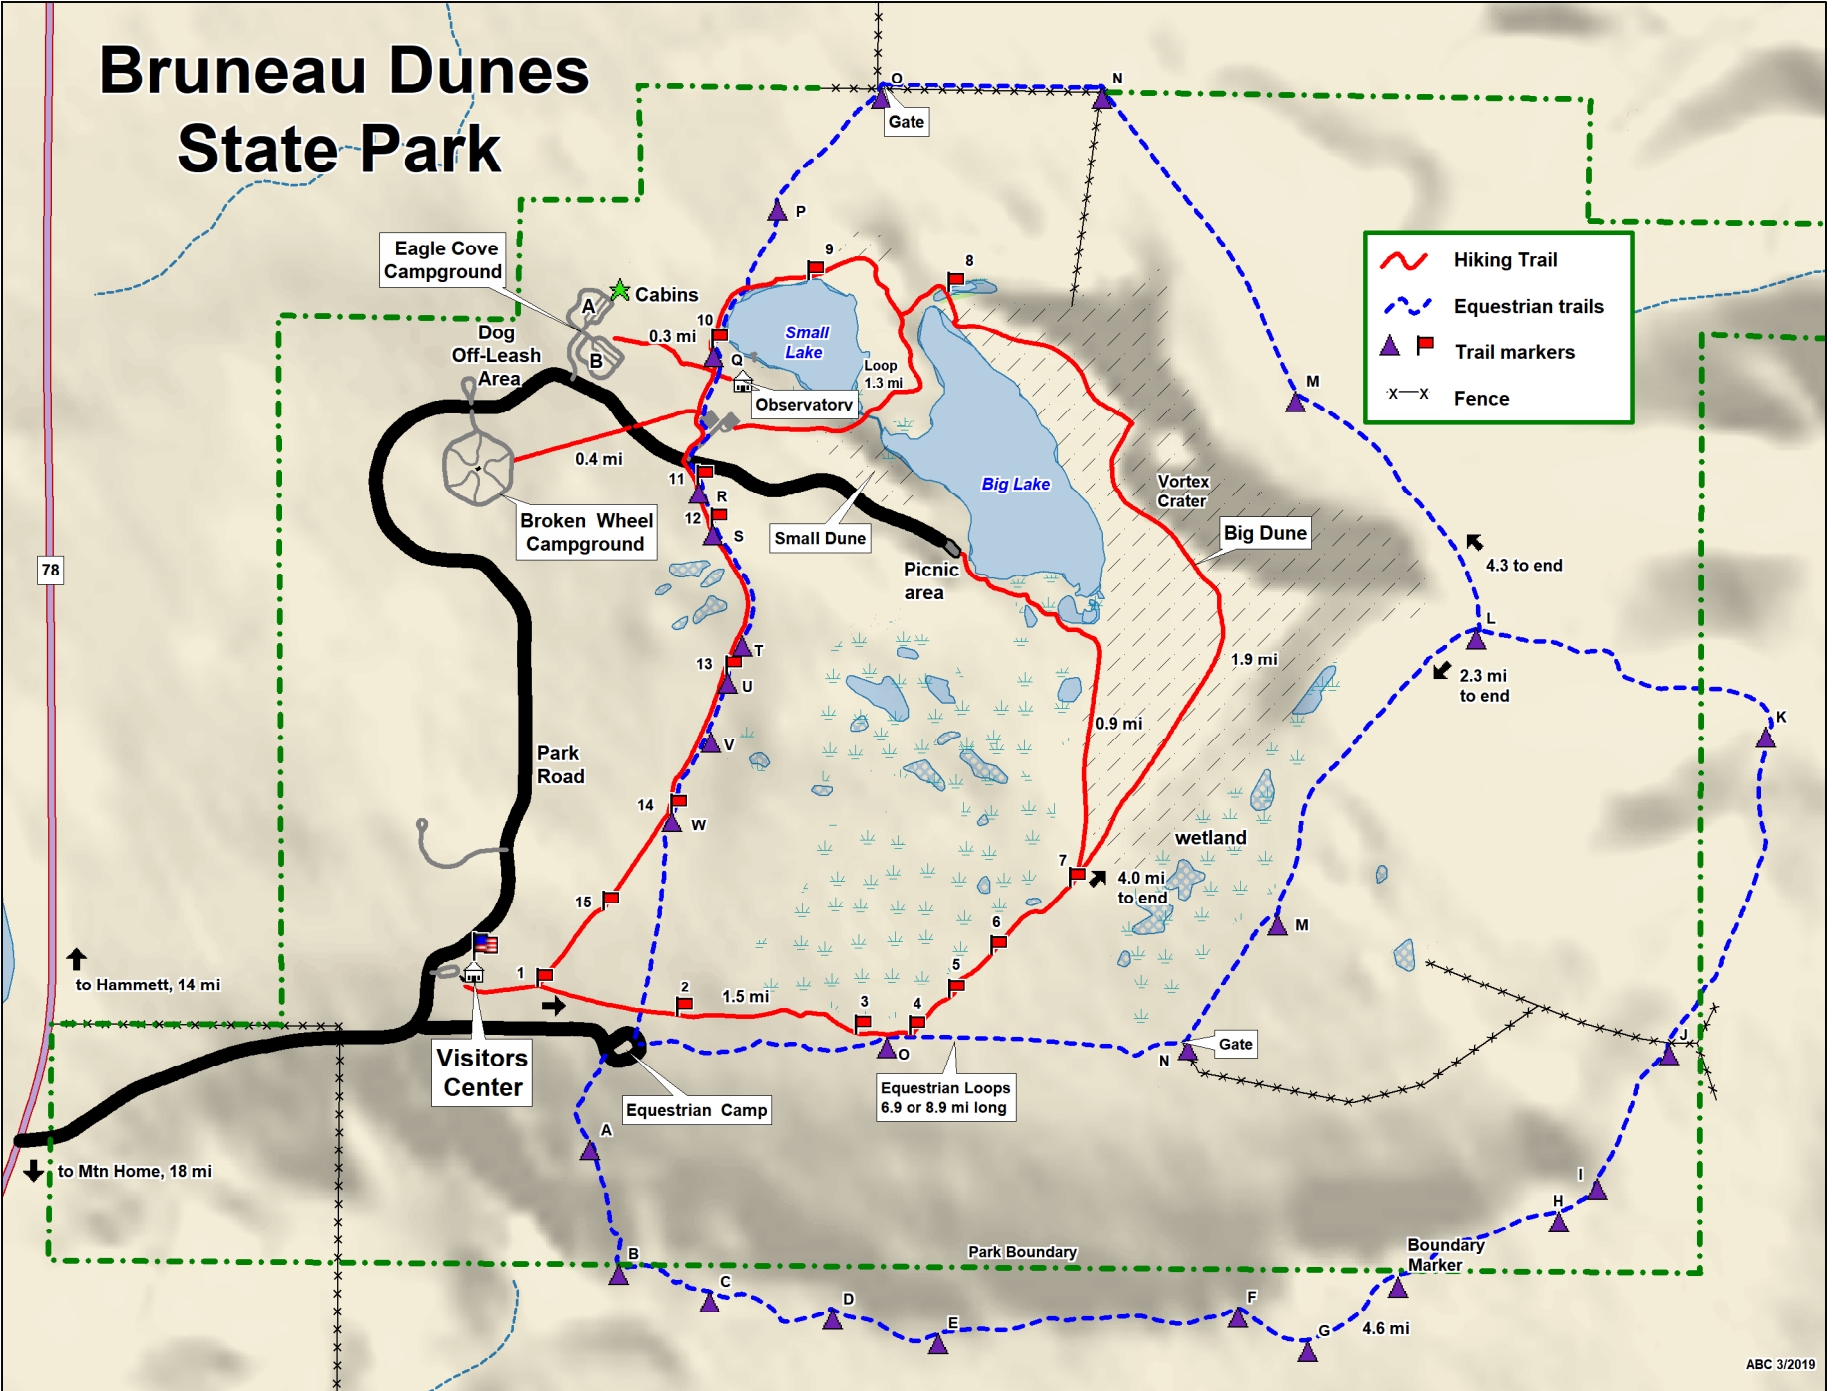 Bruneau Dunes
State Park
O
N
Gate
P
Eagle Cove
Campground
A
Cabins
B
Dog
Off-Leash
Area
9
8
10
0.3 mi
Q
Small
Lake
Loop
1.3 mi
Observatory
Hiking Trail
Equestrian trails
Trail markers
X
X
Fence
M
0.4 mi
11
R
12
S
Big Lake
Vortex
Crater
Broken Wheel
Campground
Small Dune
Big Dune
78
Picnic
area
4.3 to end
L
2.3 mi
to end
T
13
U
1.9 mi
K
0.9 mi
V
Park
Road
14
W
wetland
7
4.0 mi
to end
15
6
M
5
1
2
1.5 mi
3
4
to Hammett, 14 mi
O
N
Gate
J
Visitors
Center
Equestrian Camp
Equestrian Loops
6.9 or 8.9 mi long
A
to Mtn Home, 18 mi
I
H
B
Park Boundary
Boundary
Marker
C
D
E
F
G
4.6 mi
ABC 3/2019